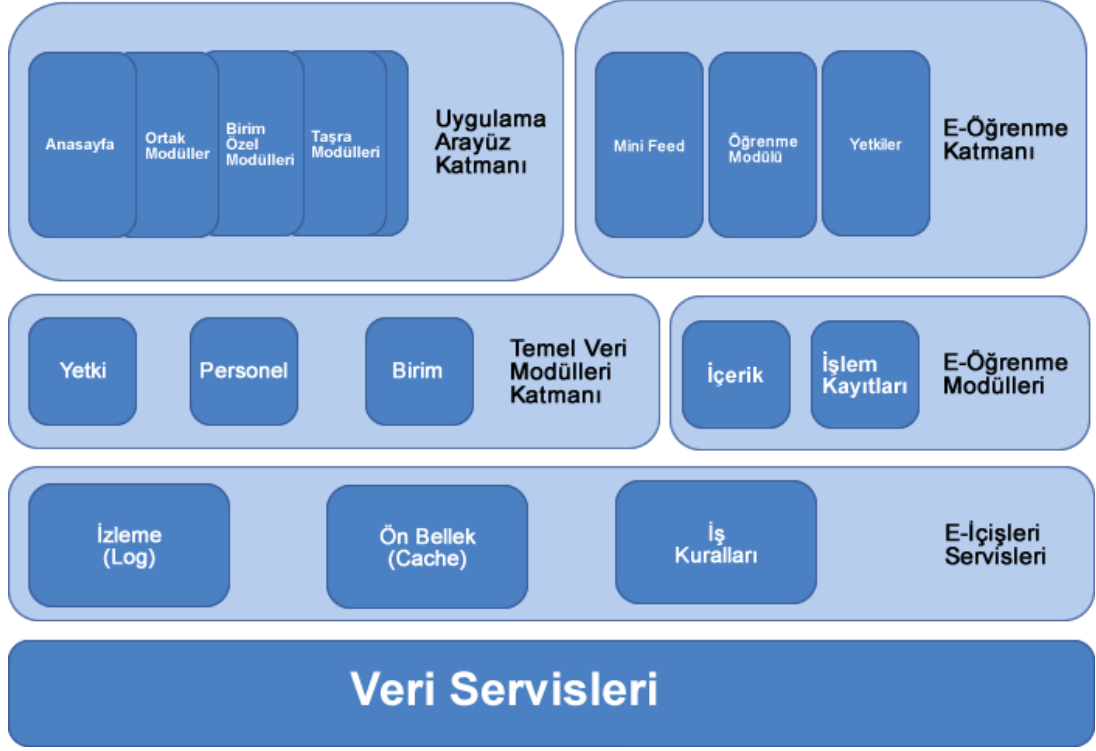 Anasayfa
Ortak
Modüller
Birim
Özel
Modülleri
Taşra
Modülleri
Uygulama
Arayüz
Katmanı
Mini Feed
Öğrenme
Modülü
Yetkiler
E-Öğrenme
Katmanı
Yetki
Personel
Birim
Temel Veri
Modülleri
Katmanı
İçerik
İşlem
Kayıtları
E-Öğrenme
Modülleri
İzleme
(Log)
Ön Bellek
(Cache)
İş
Kuralları
E-İçişleri
Servisleri
Veri Servisleri